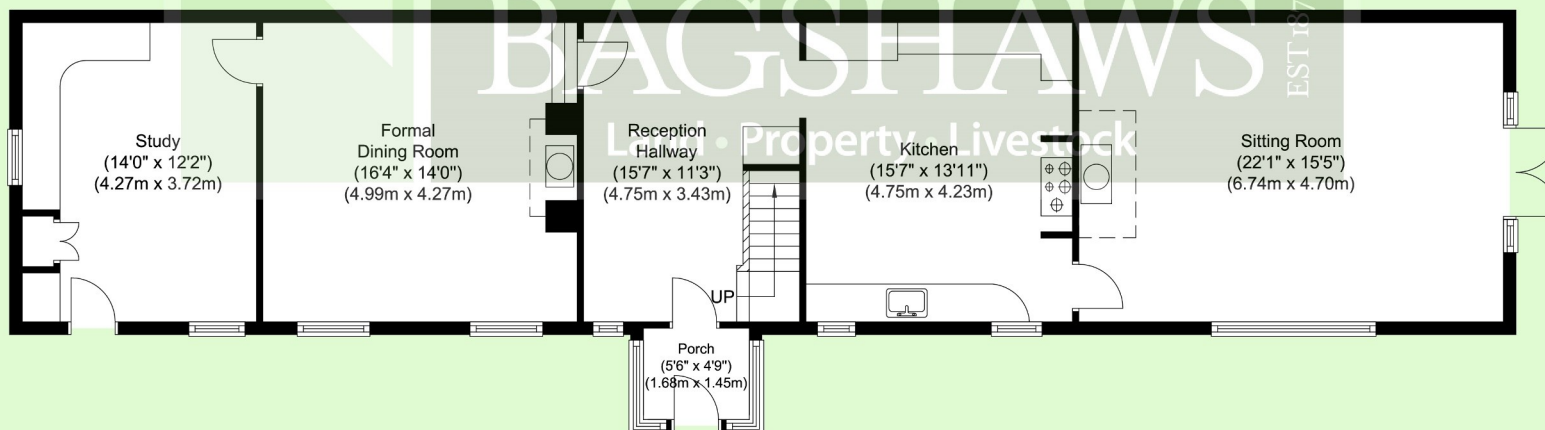 BAGSHAWS
Land • Property • Livestock
Study
(14'0" x 12'2")
(4.27m x 3.72m)
Formal
Dining Room
(16'4" x 14'0")
(4.99m x 4.27m)
Reception
Hallway
(15'7" x 11'3")
(4.75m x 3.43m)
UP
Porch
(5'6" x 4'9")
(1.68m x 1.45m)
Kitchen
(15'7" x 13'11")
(4.75m x 4.23m)
Sitting Room
(22'1" x 15'5")
(6.74m x 4.70m)
EST